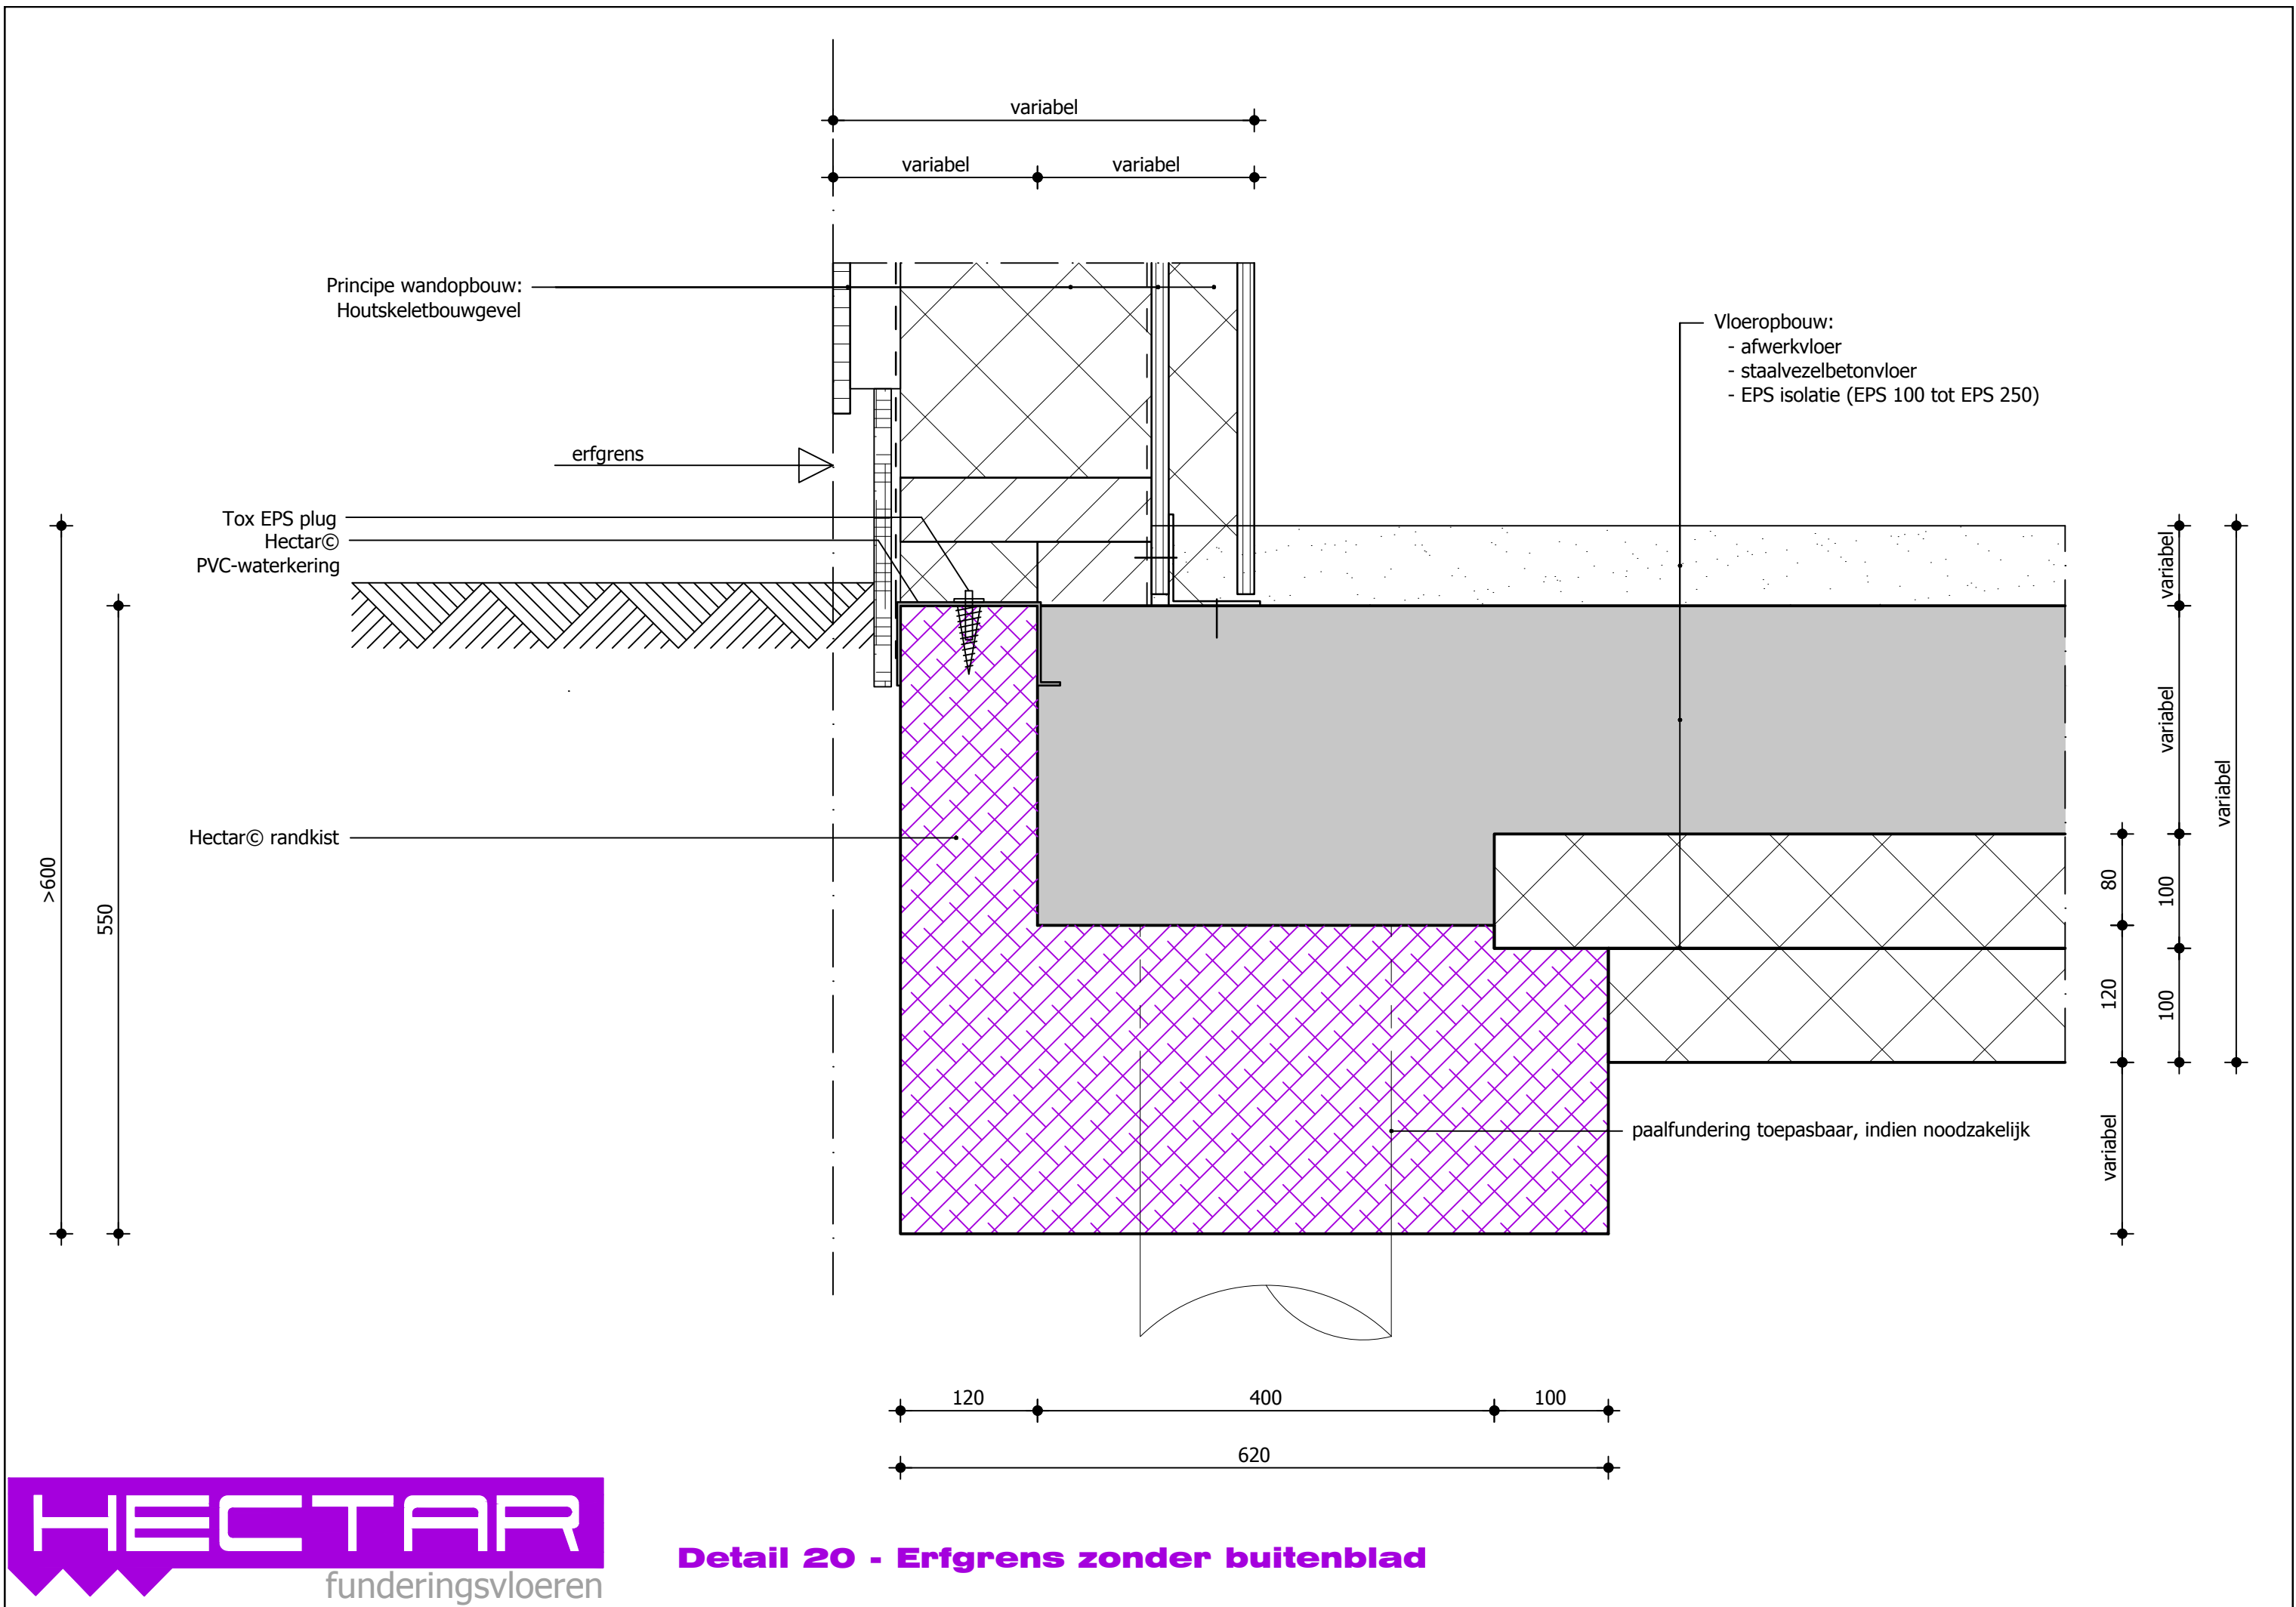 variabel
variabel
variabel
Principe wandopbouw:
Houtskeletbouwgevel
Vloeropbouw:
- afwerkvloer
- staalvezelbetonvloer
- EPS isolatie (EPS 100 tot EPS 250)
erfgrens
Tox EPS plug
Hectar©
PVC-waterkering
variabel
variabel
variabel
Hectar© randkist
>600
550
80
100
120
100
paalfundering toepasbaar, indien noodzakelijk
variabel
120
400
100
620
HECTAR
funderingsvloeren
Detail 20 - Erfgrens zonder buitenblad